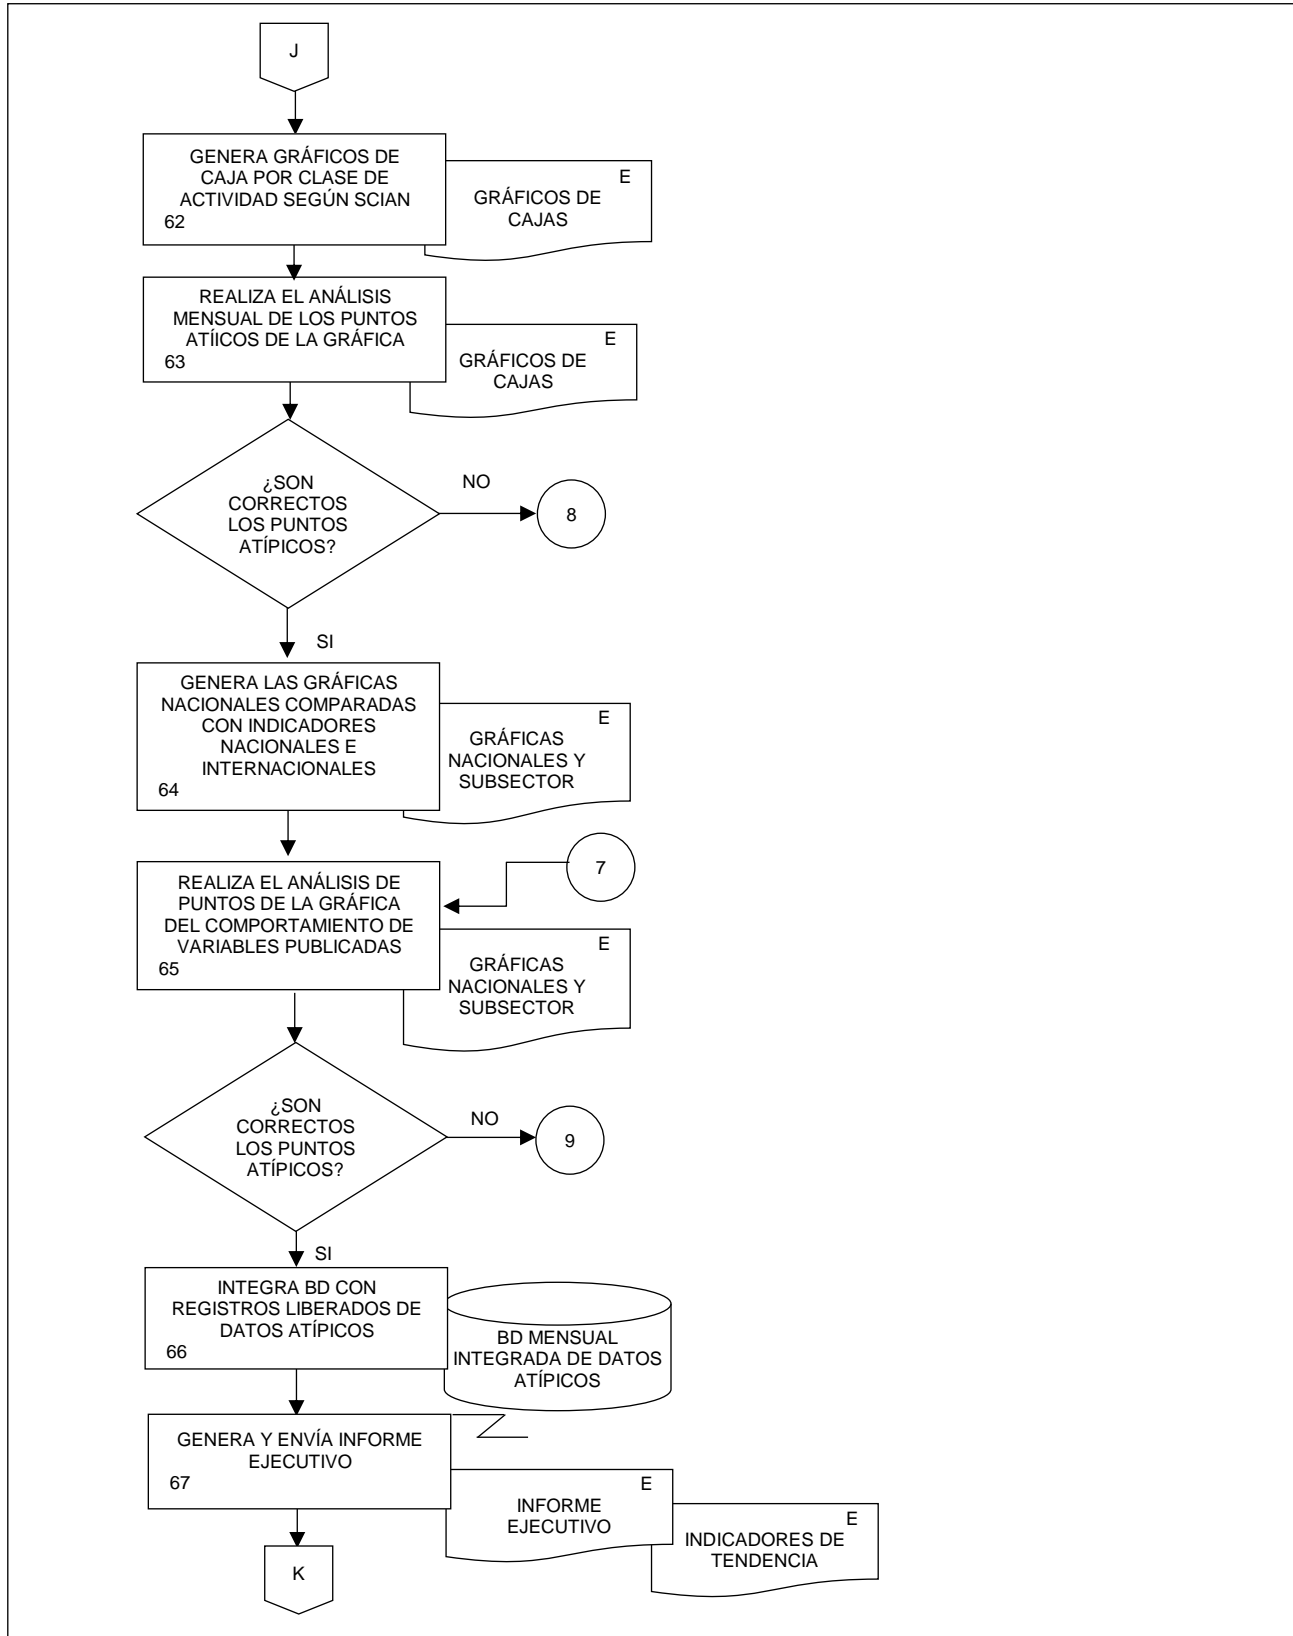 J
GENERA GRÁFICOS DE
CAJA POR CLASE DE
ACTIVIDAD SEGÚN SCIAN
62
E
GRÁFICOS DE
CAJAS
REALIZA EL ANÁLISIS
MENSUAL DE LOS PUNTOS
ATÍICOS DE LA GRÁFICA
63
E
GRÁFICOS DE
CAJAS
¿SON
CORRECTOS
LOS PUNTOS
ATÍPICOS?
NO
8
SI
GENERA LAS GRÁFICAS
NACIONALES COMPARADAS
CON INDICADORES
NACIONALES E
INTERNACIONALES
64
E
GRÁFICAS
NACIONALES Y
SUBSECTOR
7
REALIZA EL ANÁLISIS DE
PUNTOS DE LA GRÁFICA
DEL COMPORTAMIENTO DE
VARIABLES PUBLICADAS
65
E
GRÁFICAS
NACIONALES Y
SUBSECTOR
¿SON
CORRECTOS
LOS PUNTOS
ATÍPICOS?
NO
9
SI
INTEGRA BD CON
REGISTROS LIBERADOS DE
DATOS ATÍPICOS
66
BD MENSUAL
INTEGRADA DE DATOS
ATÍPICOS
GENERA Y ENVÍA INFORME
EJECUTIVO
67
E
INFORME
EJECUTIVO
E
INDICADORES DE
TENDENCIA
K